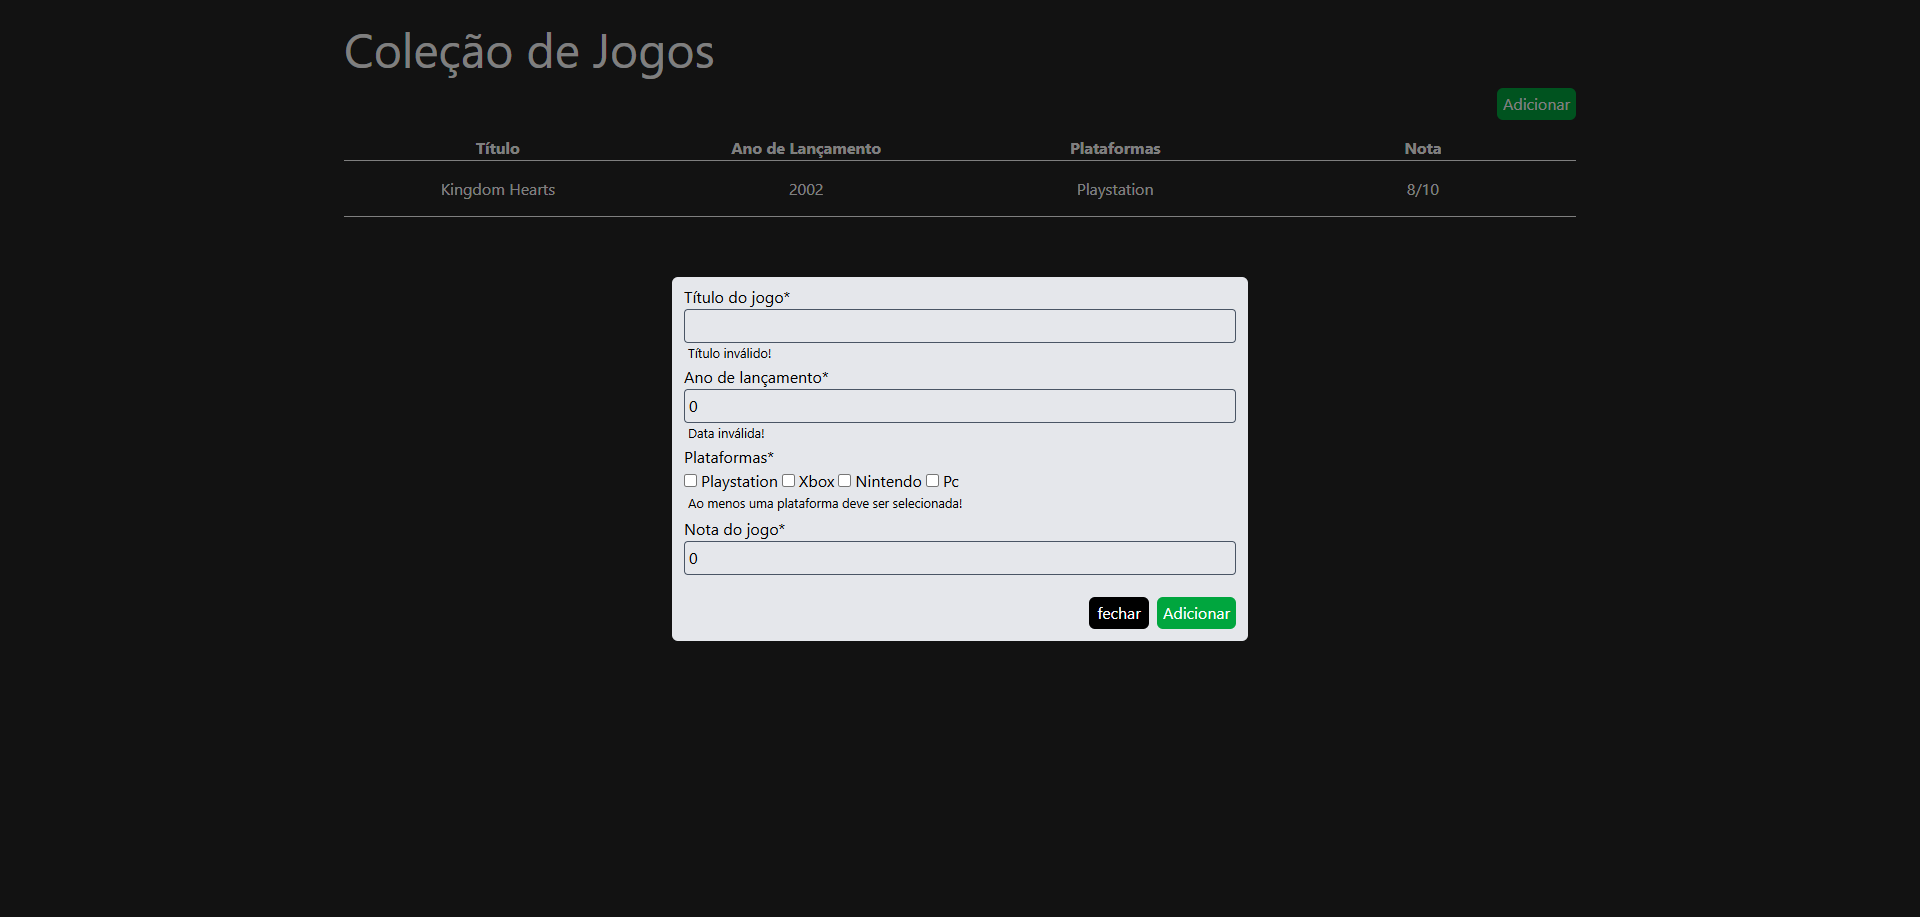 Coleção de Jogos
Adicionar
Título Ano de Lançamento Plataformas Nota
Kingdom Hearts 2002 Playstation 8/10
Título do jogo*
Título inválido!
Ano de lançamento*
0
Data inválida!
Plataformas*
Playstation Xbox Nintendo Pc
Ao menos uma plataforma deve ser selecionada!
Nota do jogo*
0
fechar Adicionar